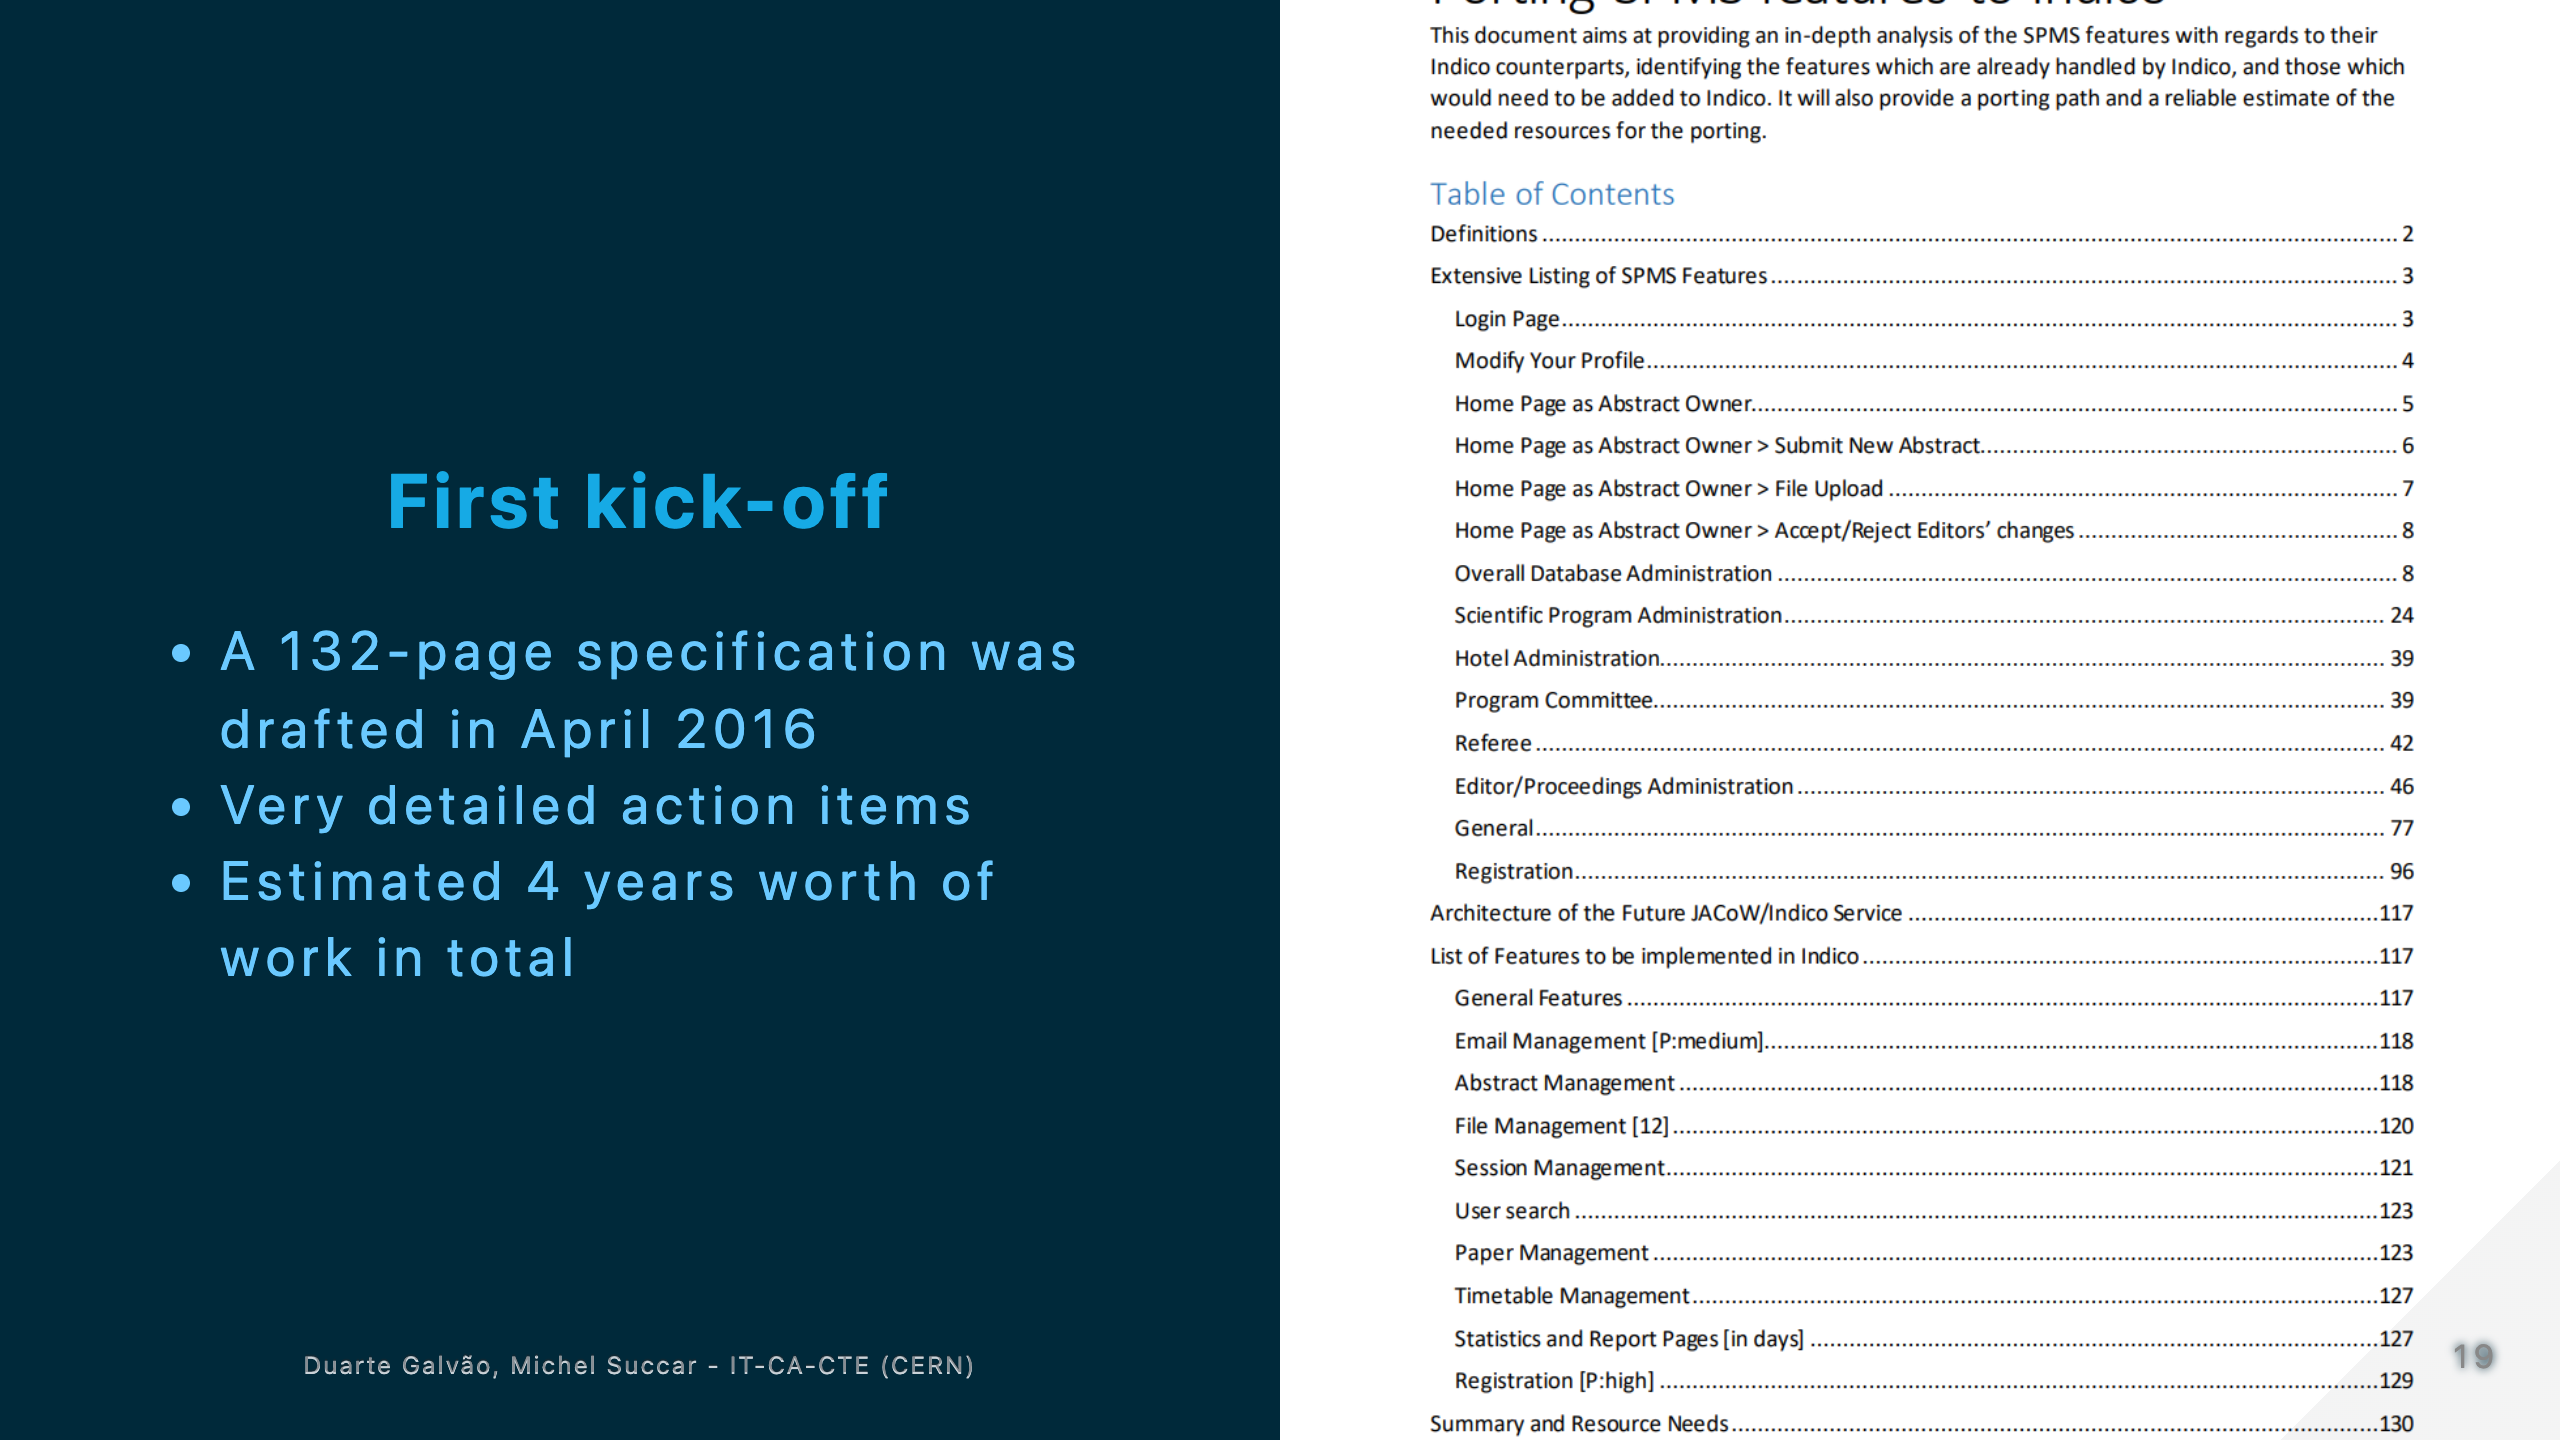 First kick-off
• A 132-page specification was
drafted in April 2016
• Very detailed action items
• Estimated 4 years worth of
work in total
Duarte Galvão, Michel Succar - IT-CA-CTE (CERN)
Porting SPMS features to Indico
This document aims at providing an in-depth analysis of the SPMS features with regards to their
Indico counterparts, identifying the features which are already handled by Indico, and those which
would need to be added to Indico. It will also provide a porting path and a reliable estimate of the
needed resources for the porting.
Table of Contents
Definitions 2
Extensive Listing of SPMS Features 3
Login Page 3
Modify Your Profile 4
Home Page as Abstract Owner 5
Home Page as Abstract Owner > Submit New Abstract 6
Home Page as Abstract Owner > File Upload 7
Home Page as Abstract Owner > Accept/Reject Editors’ changes 8
Overall Database Administration 8
Scientific Program Administration 24
Hotel Administration 39
Program Committee 39
Referee 42
Editor/Proceedings Administration 46
General 77
Registration 96
Architecture of the Future JACoW/Indico Service 117
List of Features to be implemented in Indico 117
General Features 117
Email Management [P:medium] 118
Abstract Management 118
File Management [12] 120
Session Management 121
User search 123
Paper Management 123
Timetable Management 127
Statistics and Report Pages [in days] 127
Registration [P:high] 129
Summary and Resource Needs 130
19